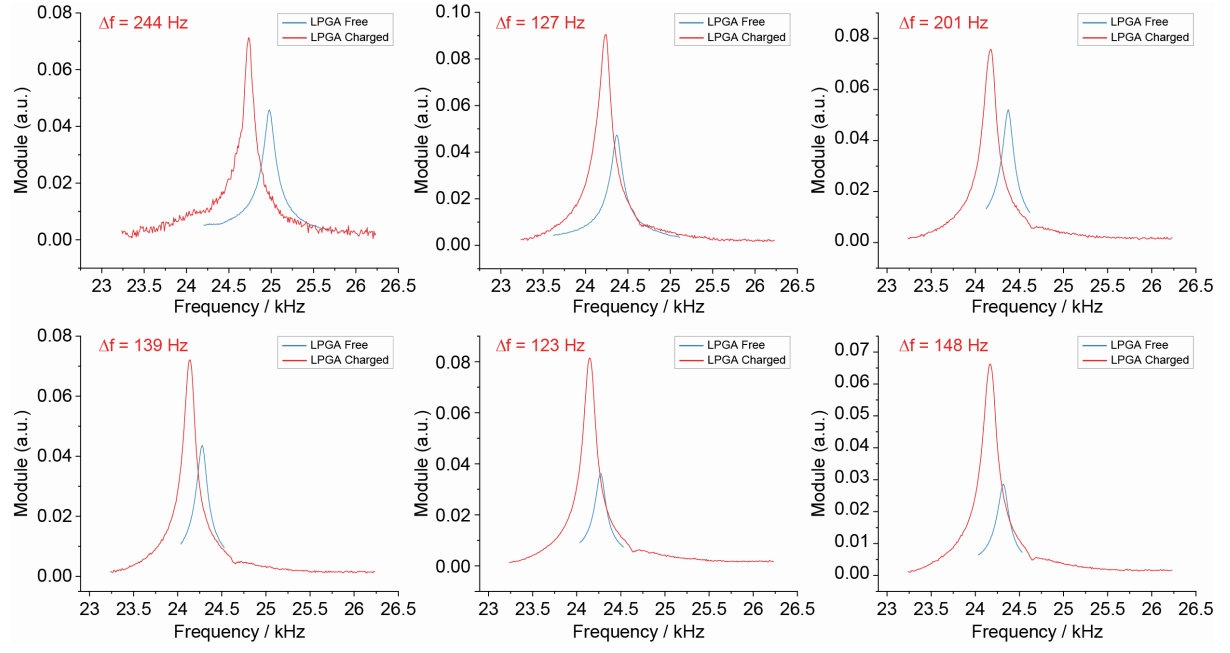 Δf = 244 Hz
LPGA Free
LPGA Charged
Module (a.u.)
0.08
0.06
0.04
0.02
0.00
23 23.5 24 24.5 25 25.5 26 26.5
Frequency / kHz
Δf = 127 Hz
LPGA Free
LPGA Charged
Module (a.u.)
0.10
0.08
0.06
0.04
0.02
0.00
23 23.5 24 24.5 25 25.5 26 26.5
Frequency / kHz
Δf = 201 Hz
LPGA Free
LPGA Charged
Module (a.u.)
0.08
0.06
0.04
0.02
0.00
23 23.5 24 24.5 25 25.5 26 26.5
Frequency / kHz
Δf = 139 Hz
LPGA Free
LPGA Charged
Module (a.u.)
0.08
0.06
0.04
0.02
0.00
23 23.5 24 24.5 25 25.5 26 26.5
Frequency / kHz
Δf = 123 Hz
LPGA Free
LPGA Charged
Module (a.u.)
0.08
0.06
0.04
0.02
0.00
23 23.5 24 24.5 25 25.5 26 26.5
Frequency / kHz
Δf = 148 Hz
LPGA Free
LPGA Charged
Module (a.u.)
0.07
0.06
0.05
0.04
0.03
0.02
0.01
0.00
23 23.5 24 24.5 25 25.5 26 26.5
Frequency / kHz